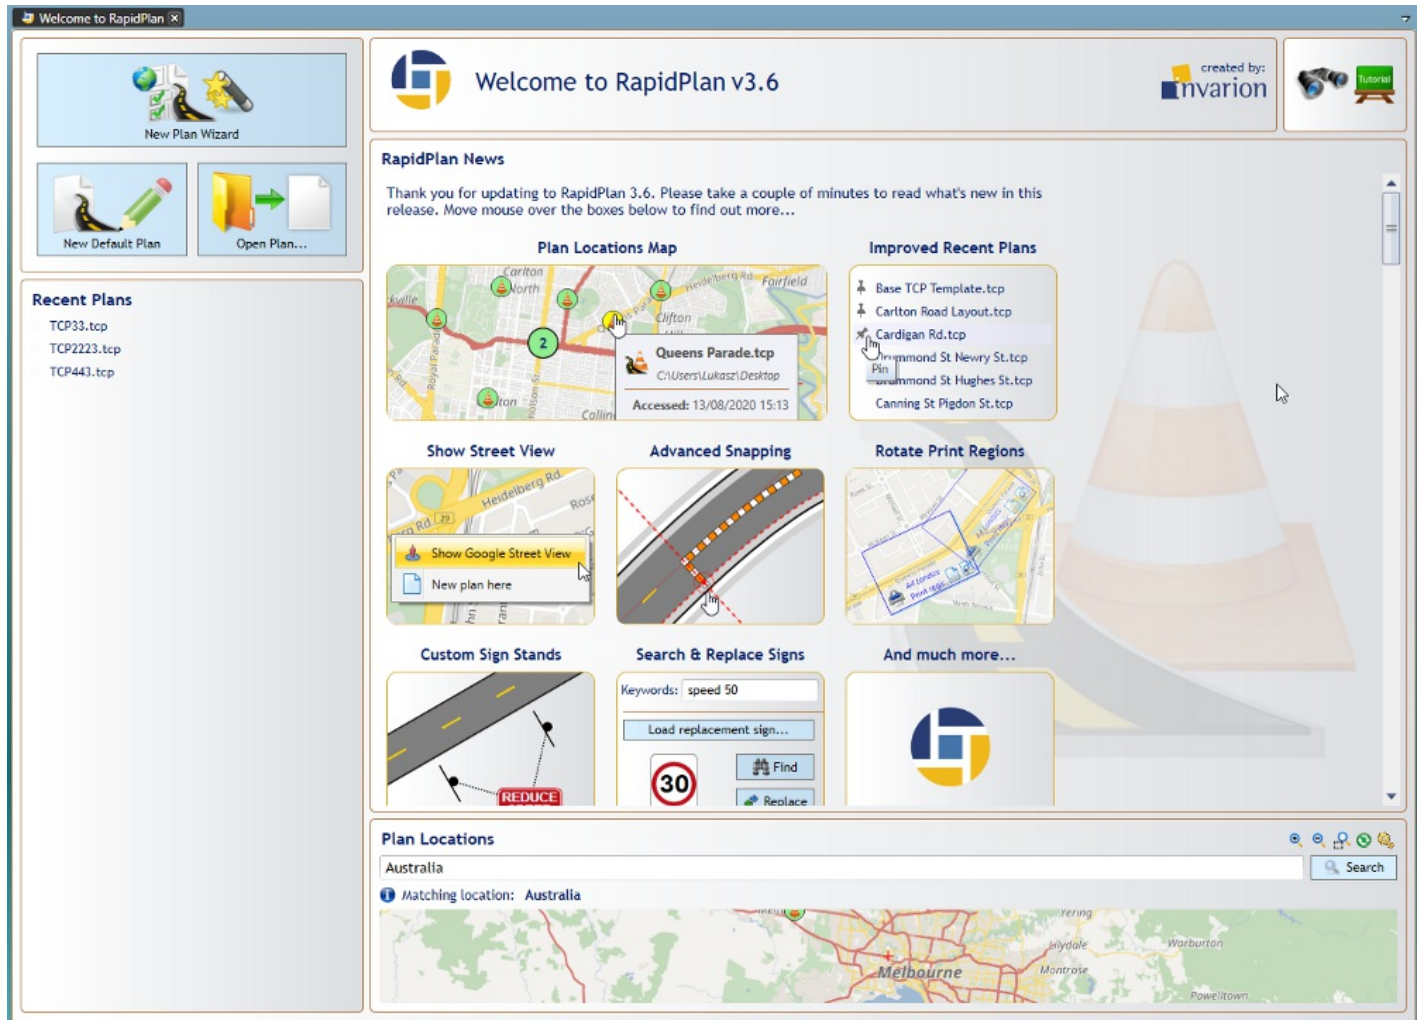 Welcome to RapidPlan
New Plan Wizard
New Default Plan
Open Plan...
Recent Plans
TCP33.tcp
TCP2223.tcp
TCP443.tcp
Welcome to RapidPlan v3.6
created by:
invarion
Tutorial
RapidPlan News
Thank you for updating to RapidPlan 3.6. Please take a couple of minutes to read what's new in this
release. Move mouse over the boxes below to find out more...
Plan Locations Map
Carlton
North
Heidelberg Rd
Fairfield
Clifton
Royal Parade
2
Queens Parade.tcp
C:\Users\Lukasz\Desktop
Accessed: 13/08/2020 15:13
Improved Recent Plans
Base TCP Template.tcp
Carlton Road Layout.tcp
Cardigan Rd.tcp
Drummond St Newry St.tcp
Pin
Drummond St Hughes St.tcp
Canning St Pigdon St.tcp
Show Street View
Heidelberg Rd
29
Show Google Street View
New plan here
Advanced Snapping
Rotate Print Regions
Custom Sign Stands
REDUCE
Search & Replace Signs
Keywords: speed 50
Load replacement sign...
30
Find
Replace
And much more...
Plan Locations
Australia
Search
Matching location: Australia
Yering
Lilydale
Warburton
Melbourne
Montrose
Powelltown